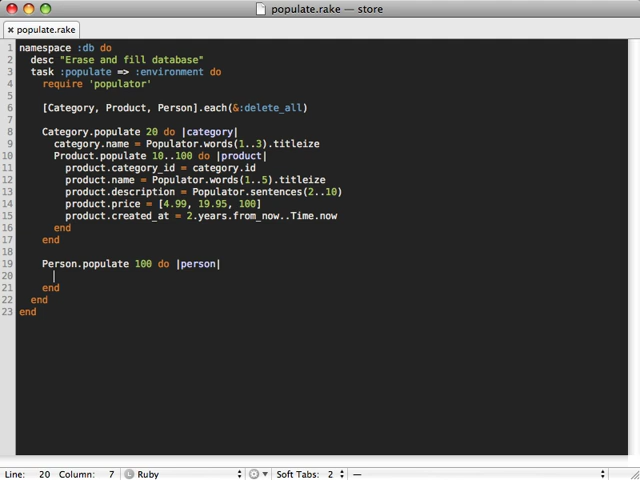 populate.rake — store
✖ populate.rake
1 namespace :db do
2   desc "Erase and fill database"
3   task :populate => :environment do
4     require 'populator'
5
6     [Category, Product, Person].each(&:delete_all)
7
8     Category.populate 20 do |category|
9       category.name = Populator.words(1..3).titleize
10       Product.populate 10..100 do |product|
11         product.category_id = category.id
12         product.name = Populator.words(1..5).titleize
13         product.description = Populator.sentences(2..10)
14         product.price = [4.99, 19.95, 100]
15         product.created_at = 2.years.from_now..Time.now
16       end
17     end
18
19     Person.populate 100 do |person|
20
21     end
22   end
23 end
Line: 20 Column: 7 Ⓛ Ruby Soft Tabs: 2 —